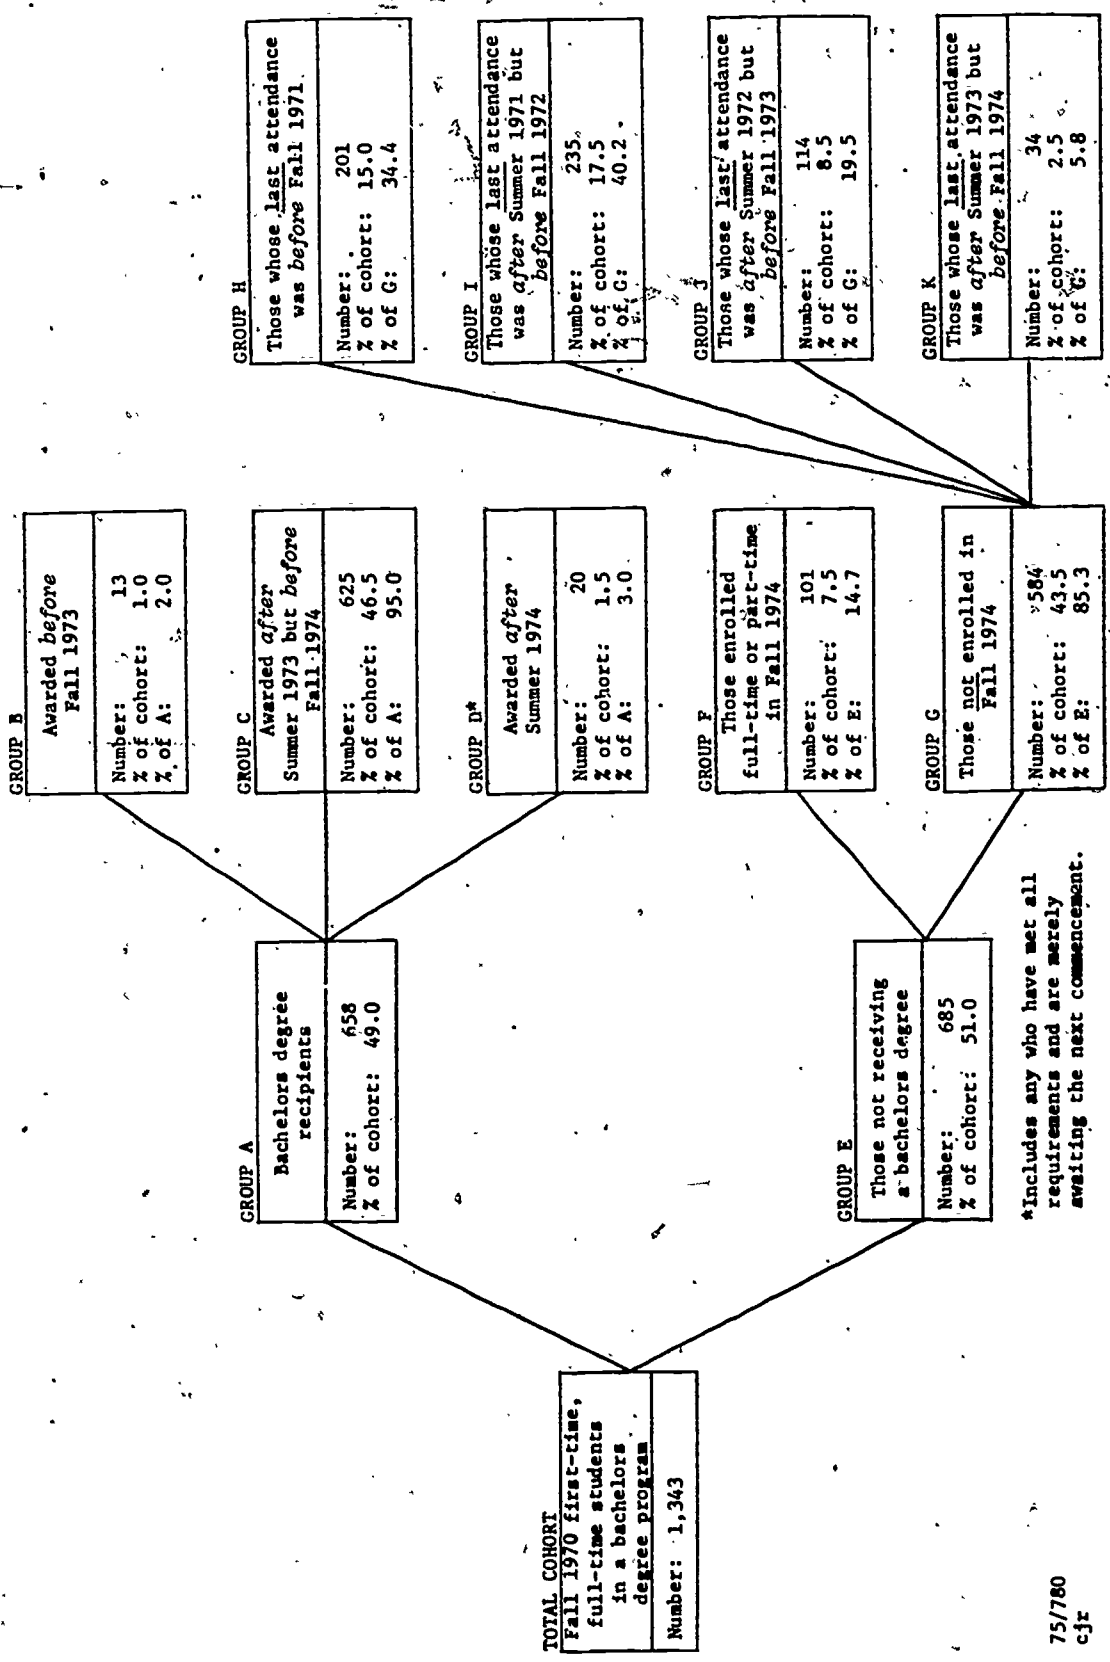 TOTAL COHORT
Fall 1970 first-time,
full-time students
in a bachelors
degree program
Number: 1,343
GROUP A
Bachelors degree
recipients
Number: 658
% of cohort: 49.0
GROUP E
Those not receiving
a bachelors degree
Number: 685
% of cohort: 51.0
GROUP B
Awarded before
Fall 1973
Number: 13
% of cohort: 1.0
% of A: 2.0
GROUP C
Awarded after
Summer 1973 but before
Fall 1974
Number: 625
% of cohort: 46.5
% of A: 95.0
GROUP D*
Awarded after
Summer 1974
Number: 20
% of cohort: 1.5
% of A: 3.0
GROUP F
Those enrolled
full-time or part-time
in Fall 1974
Number: 101
% of cohort: 7.5
% of E: 14.7
GROUP G
Those not enrolled in
Fall 1974
Number: 584
% of cohort: 43.5
% of E: 85.3
GROUP H
Those whose last attendance
was before Fall 1971
Number: 201
% of cohort: 15.0
% of G: 34.4
GROUP I
Those whose last attendance
was after Summer 1971 but
before Fall 1972
Number: 235
% of cohort: 17.5
% of G: 40.2
GROUP J
Those whose last attendance
was after Summer 1972 but
before Fall 1973
Number: 114
% of cohort: 8.5
% of G: 19.5
GROUP K
Those whose last attendance
was after Summer 1973 but
before Fall 1974
Number: 34
% of cohort: 2.5
% of G: 5.8
*Includes any who have met all
requirements and are merely
awaiting the next commencement.
75/780
cjr